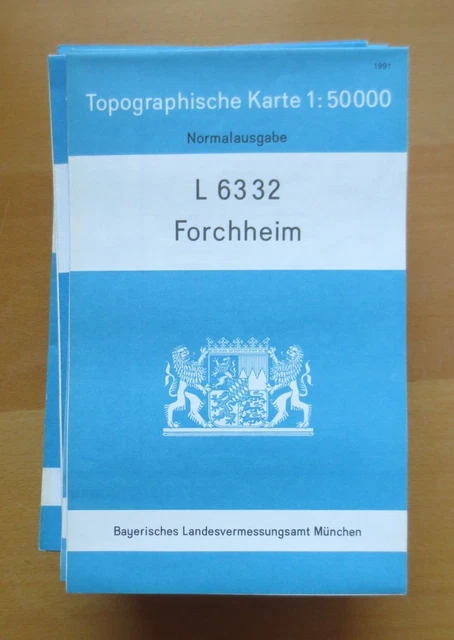 1991
Topographische Karte 1:50000
Normalausgabe
L 6332
Forchheim
Bayerisches Landesvermessungsamt München